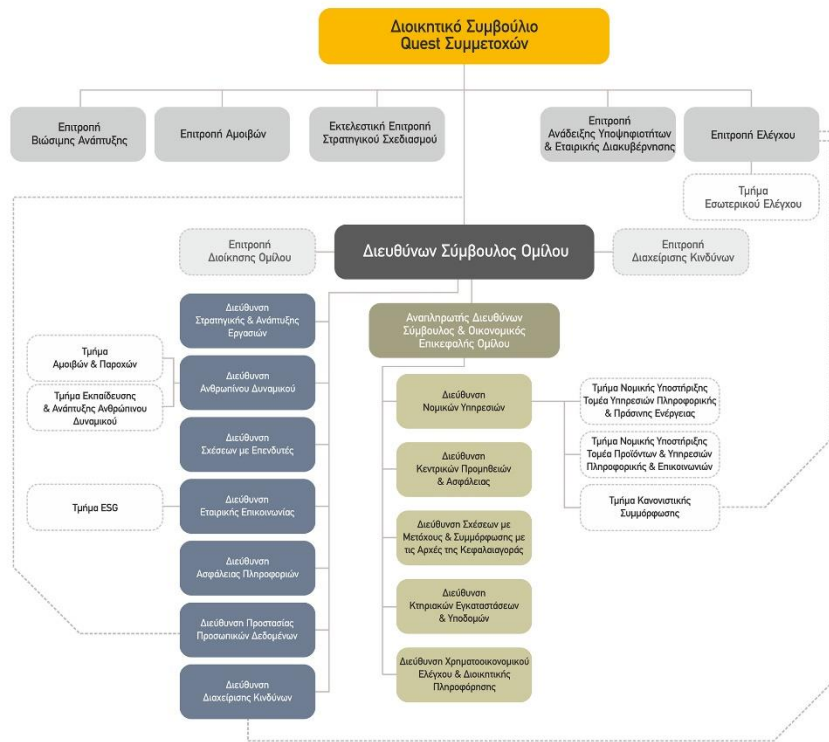 Διοικητικό Συμβούλιο
Quest Συμμετοχών
Επιτροπή
Βιώσιμης Ανάπτυξης
Επιτροπή Αμοιβών
Εκτελεστική Επιτροπή
Στρατηγικού Σχεδιασμού
Επιτροπή
Ανάδειξης Υποψηφιοτήτων
& Εταιρικής Διακυβέρνησης
Επιτροπή Ελέγχου
Τμήμα
Εσωτερικού Ελέγχου
Επιτροπή
Διοίκησης Ομίλου
Διευθύνων Σύμβουλος Ομίλου
Επιτροπή
Διαχείρισης Κινδύνων
Διεύθυνση
Στρατηγικής & Ανάπτυξης
Εργασιών
Τμήμα
Αμοιβών & Παροχών
Τμήμα Εκπαίδευσης
& Ανάπτυξης Ανθρώπινου
Δυναμικού
Διεύθυνση
Ανθρωπίνου Δυναμικού
Διεύθυνση
Σχέσεων με Επενδυτές
Τμήμα ESG
Διεύθυνση
Εταιρικής Επικοινωνίας
Διεύθυνση
Ασφάλειας Πληροφοριών
Διεύθυνση Προστασίας
Προσωπικών Δεδομένων
Διεύθυνση
Διαχείρισης Κινδύνων
Αναπληρωτής Διευθύνων
Σύμβουλος & Οικονομικός
Επικεφαλής Ομίλου
Διεύθυνση
Νομικών Υπηρεσιών
Τμήμα Νομικής Υποστήριξης
Τομέα Υπηρεσιών Πληροφορικής
& Πράσινης Ενέργειας
Τμήμα Νομικής Υποστήριξης
Τομέα Προϊόντων & Υπηρεσιών
Πληροφορικής & Επικοινωνιών
Τμήμα Κανονιστικής
Συμμόρφωσης
Διεύθυνση
Κεντρικών Προμηθειών
& Ασφάλειας
Διεύθυνση Σχέσεων με
Μετόχους & Συμμόρφωσης με
τις Αρχές της Κεφαλαιαγοράς
Διεύθυνση
Κτηριακών Εγκαταστάσεων
& Υποδομών
Διεύθυνση Χρηματοοικονομικού
Ελέγχου & Διοικητικής
Πληροφόρησης